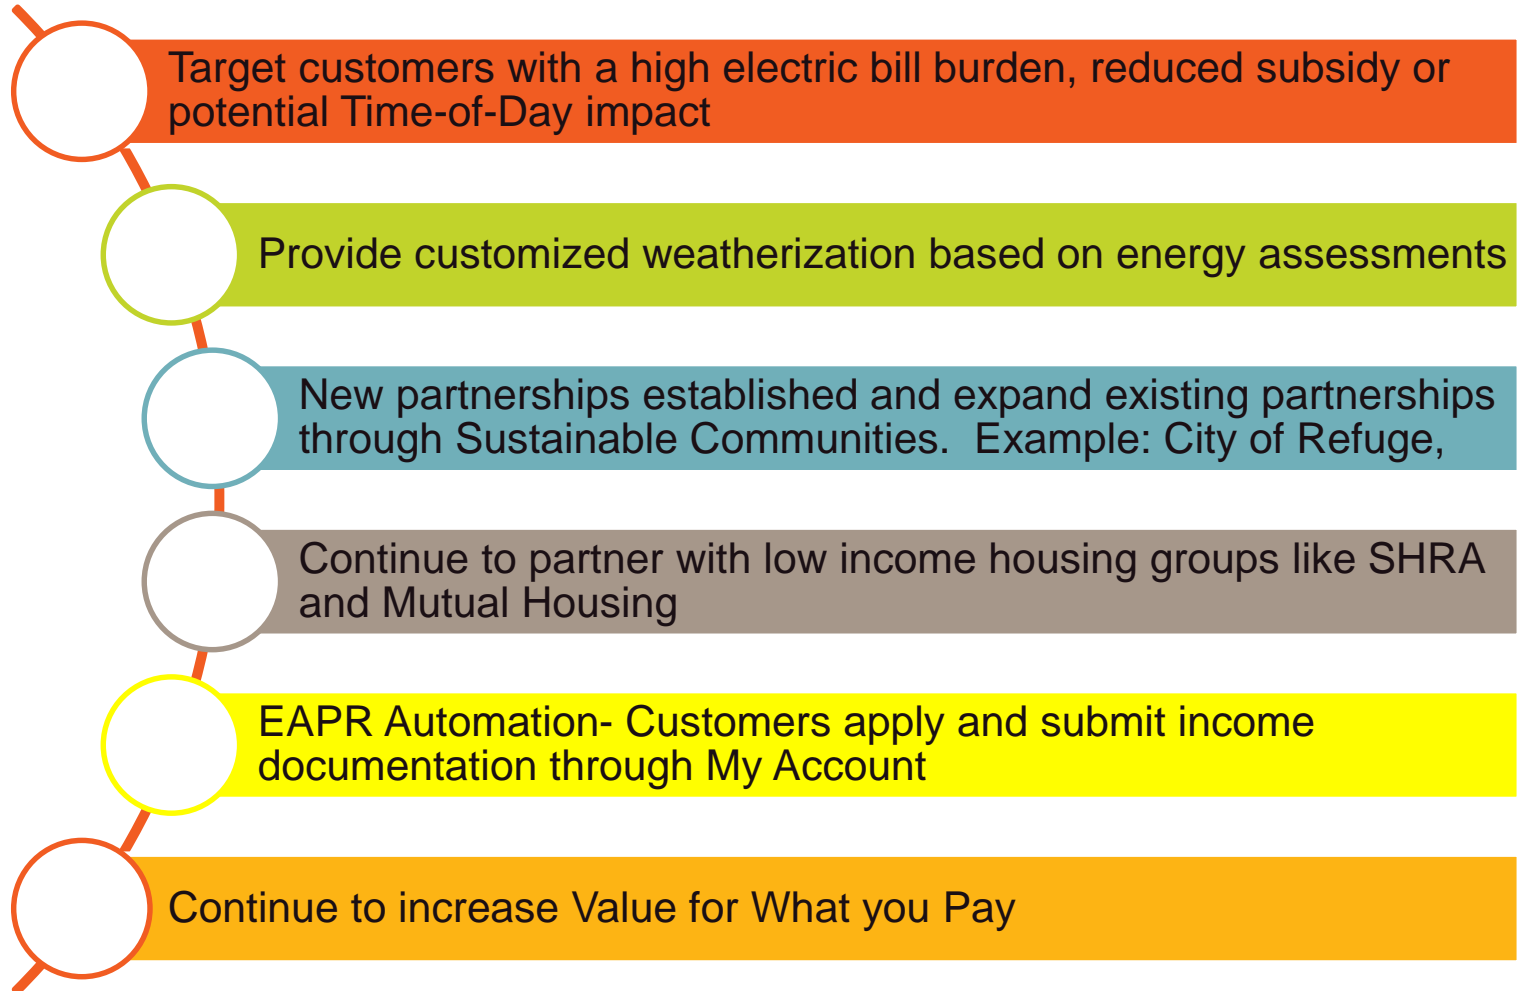 Target customers with a high electric bill burden, reduced subsidy or
potential Time-of-Day impact
Provide customized weatherization based on energy assessments
New partnerships established and expand existing partnerships
through Sustainable Communities.  Example: City of Refuge,
Continue to partner with low income housing groups like SHRA
and Mutual Housing
EAPR Automation- Customers apply and submit income
documentation through My Account
Continue to increase Value for What you Pay